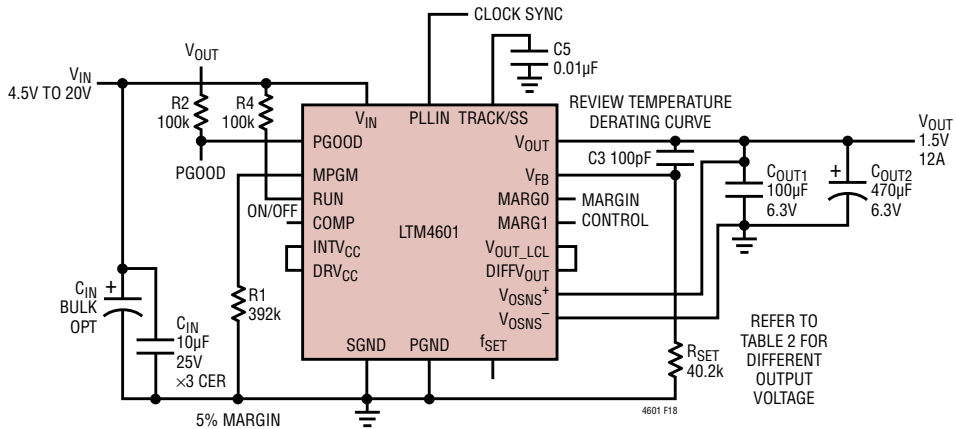 CLOCK SYNC
C5
0.01µF
VOUT
VIN
4.5V TO 20V
R2
100k
R4
100k
REVIEW TEMPERATURE
DERATING CURVE
VIN
PLLIN
TRACK/SS
PGOOD
VOUT
VOUT
1.5V
12A
C3 100pF
PGOOD
MPGM
VFB
COUT1
100µF
6.3V
+
COUT2
470µF
6.3V
RUN
ON/OFF
MARG0
MARGIN
CONTROL
COMP
MARG1
LTM4601
INTVCC
VOUT_LCL
DRVCC
DIFFVOUT
CIN
BULK
OPT
+
R1
392k
VOSNS+
VOSNS–
CIN
10µF
25V
×3 CER
SGND
PGND
fSET
RSET
40.2k
REFER TO
TABLE 2 FOR
DIFFERENT
OUTPUT
VOLTAGE
5% MARGIN
4601 F18